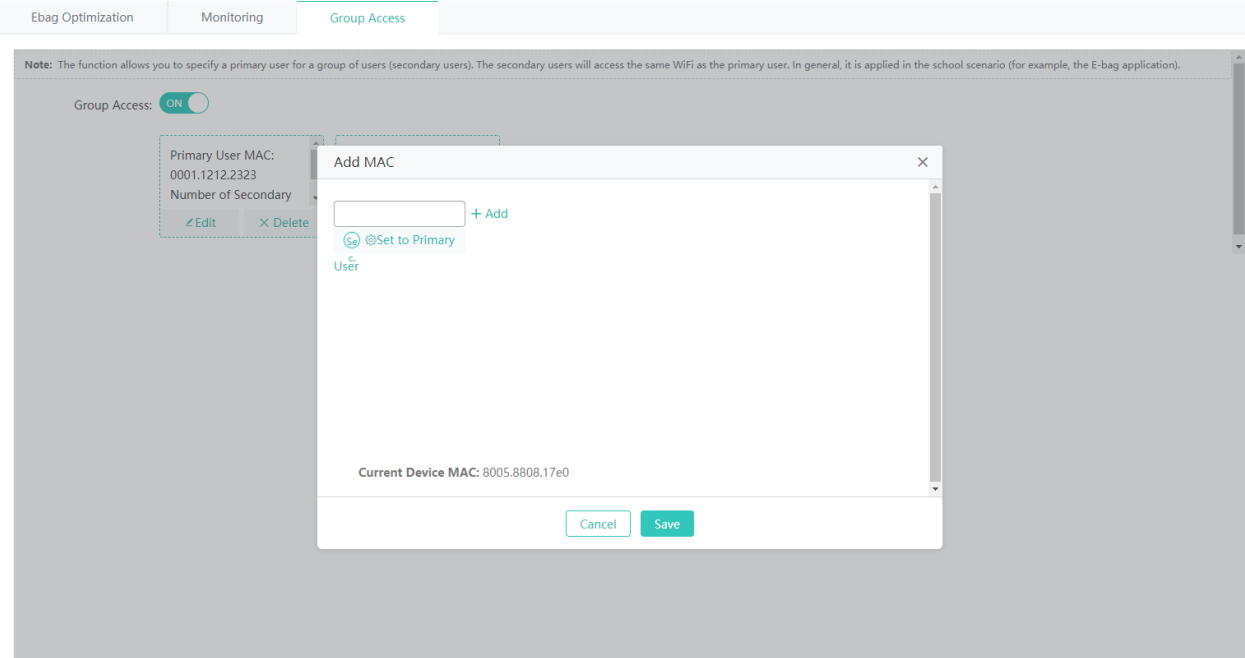 Ebag Optimization
Monitoring
Group Access
Note: The function allows you to specify a primary user for a group of users (secondary users). The secondary users will access the same WiFi as the primary user. In general, it is applied in the school scenario (for example, the E-bag application).
Group Access: ON
Primary User MAC:
0001.1212.2323
Number of Secondary
Edit
Delete
Add MAC
+ Add
Se
c.
Set to Primary
User
Current Device MAC: 8005.8808.17e0
Cancel
Save